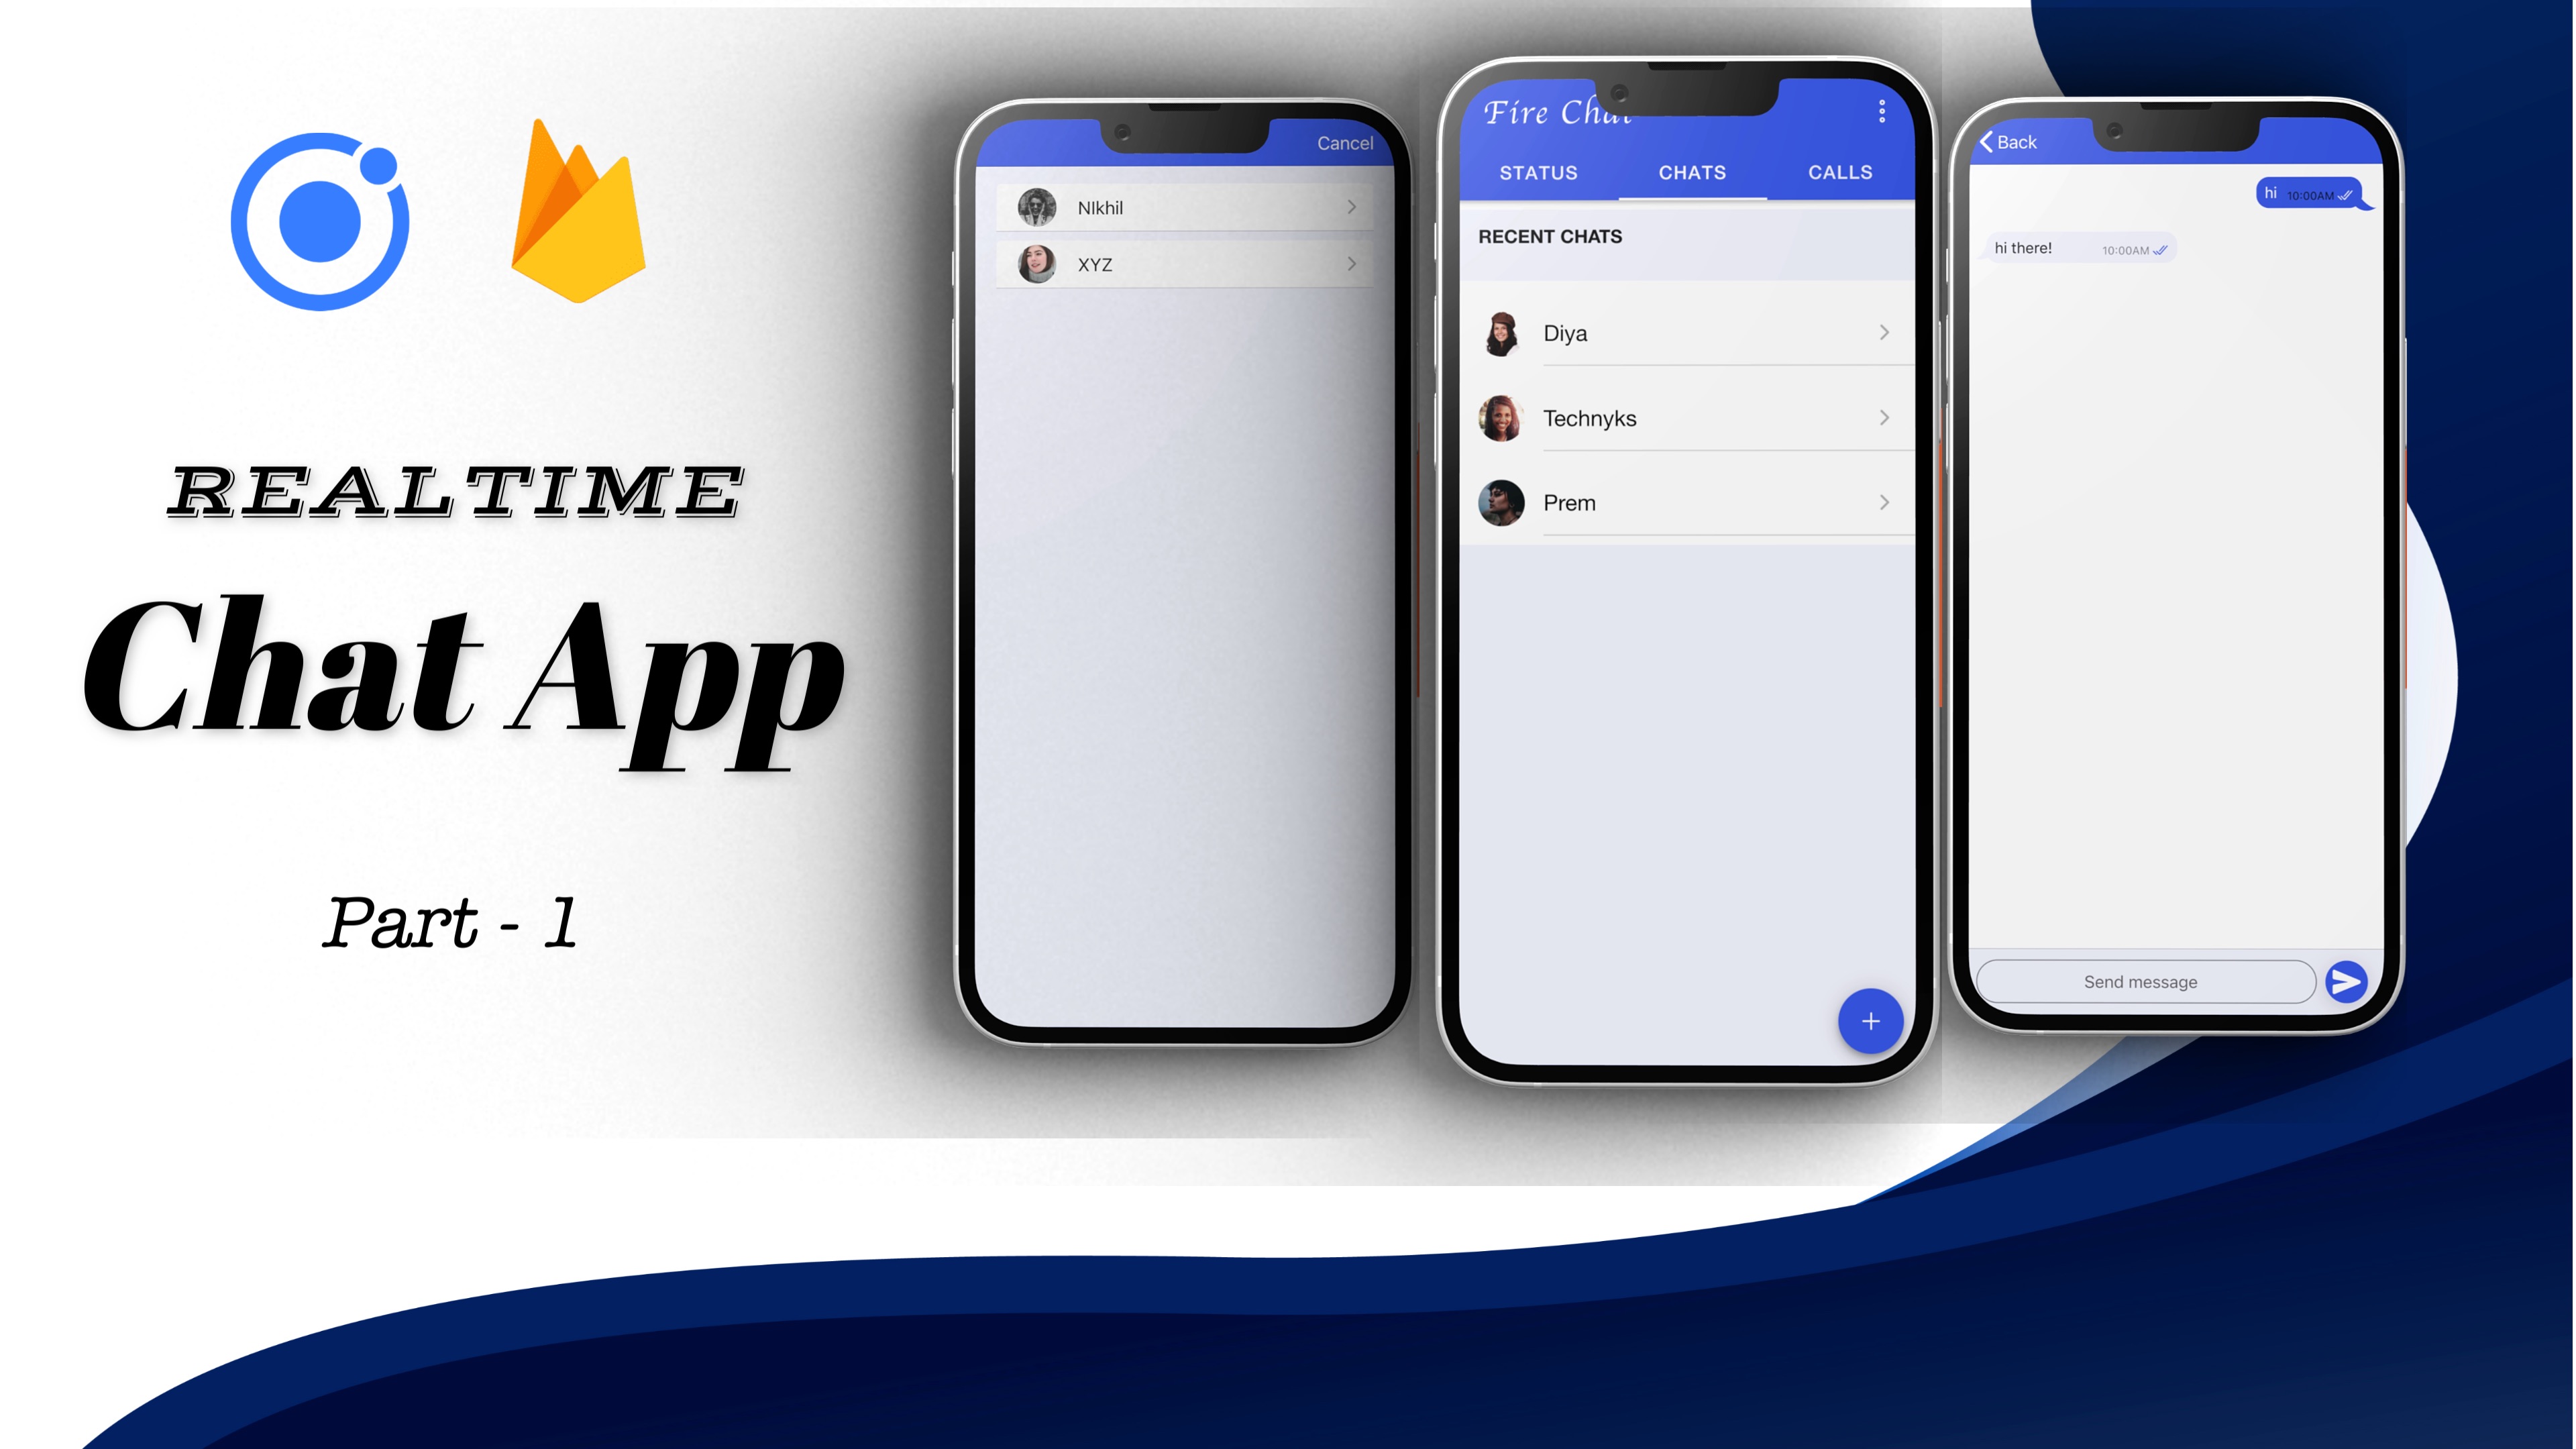 REALTIME
Chat App
Part - 1
Cancel
NIkhil
XYZ
Fire Chat
STATUS CHATS CALLS
RECENT CHATS
Diya
Technyks
Prem
+
Back
hi 10:00AM
hi there! 10:00AM
Send message